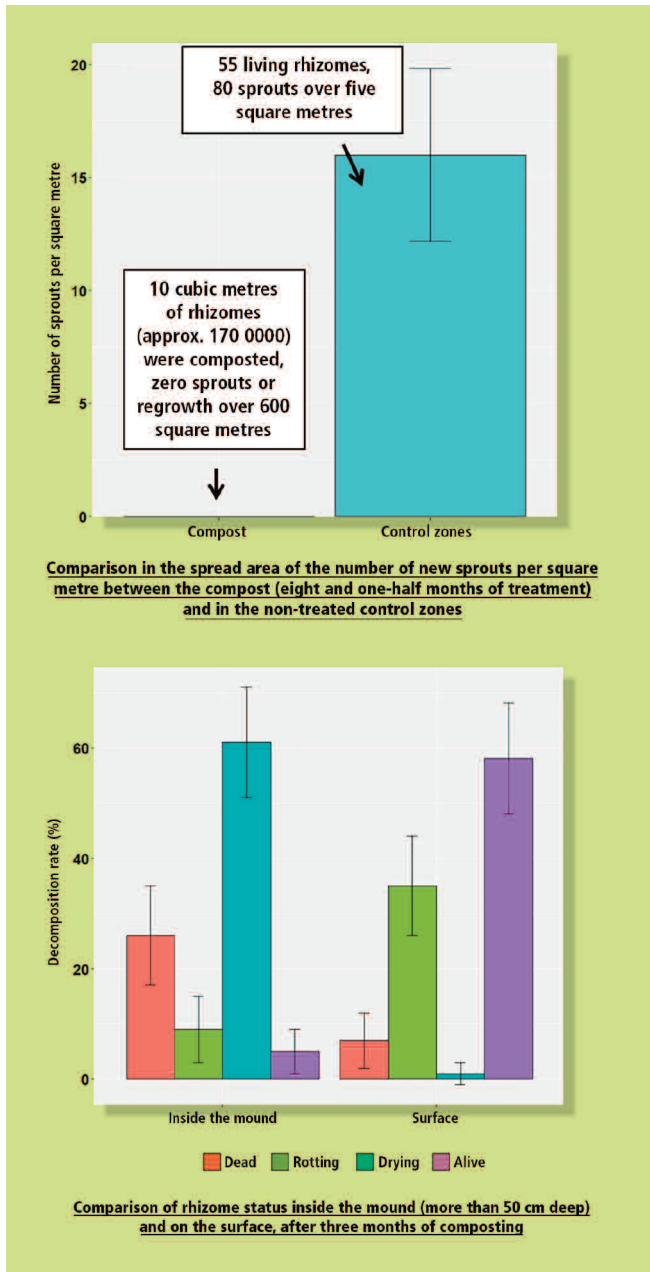 20
15
10
5
0
Number of sprouts per square metre
55 living rhizomes,
80 sprouts over five
square metres
10 cubic metres
of rhizomes
(approx. 170 0000)
were composted,
zero sprouts or
regrowth over 600
square metres
Compost
Control zones
Comparison in the spread area of the number of new sprouts per square
metre between the compost (eight and one-half months of treatment)
and in the non-treated control zones
60
40
20
0
Decomposition rate (%)
Inside the mound
Surface
Dead
Rotting
Drying
Alive
Comparison of rhizome status inside the mound (more than 50 cm deep)
and on the surface, after three months of composting